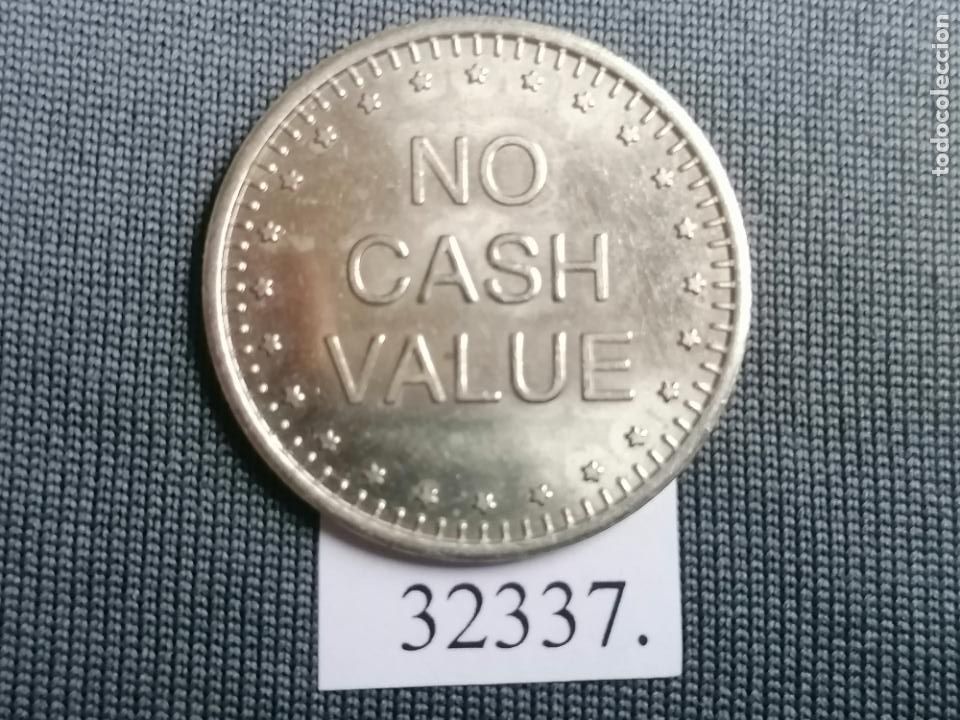 NO
CASH
VALUE
32337.
todocoleccion